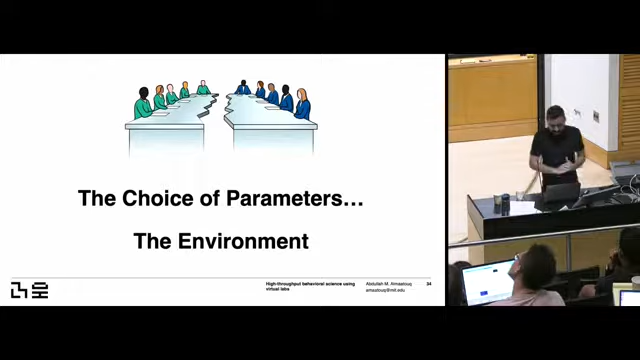 The Choice of Parameters…
The Environment
High-throughput behavioral science using
virtual labs
Abdullah M. Almaatouq
amaatouq@mit.edu
34